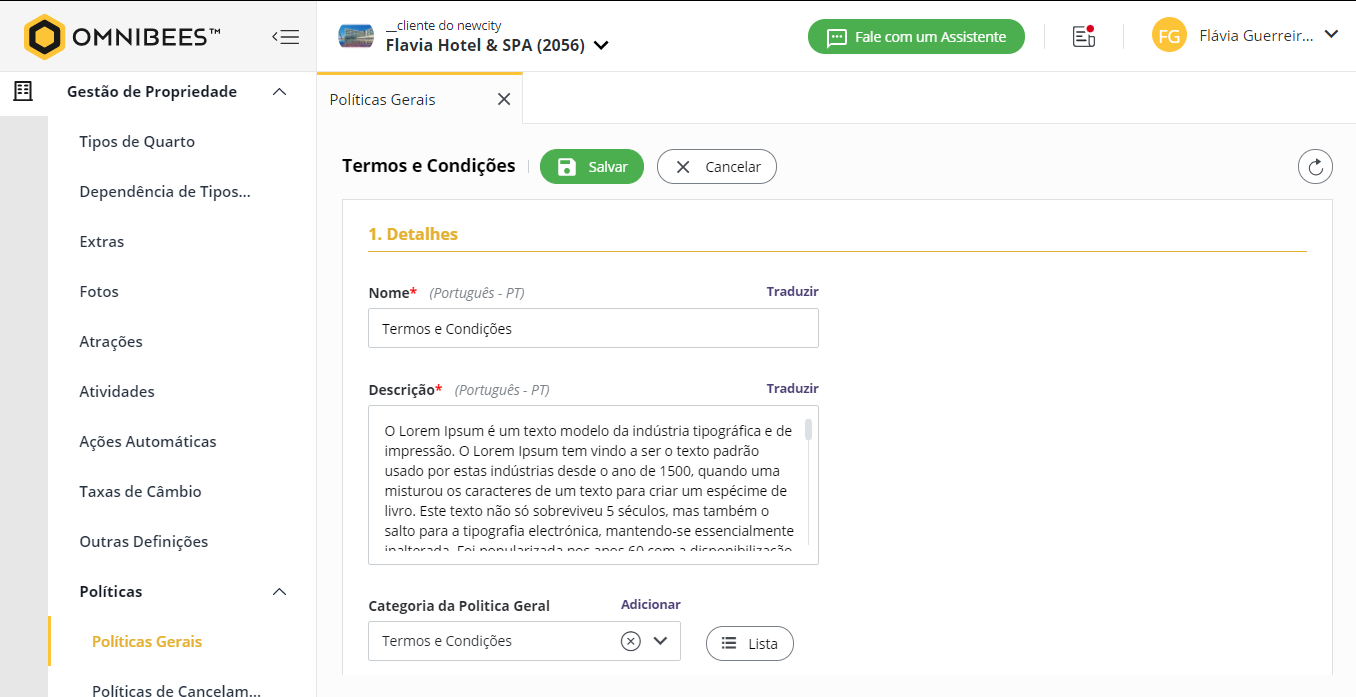 OMNIBEES™
__cliente do newcity
Flavia Hotel & SPA (2056)
Fale com um Assistente
FG
Flávia Guerreir...
Gestão de Propriedade
Tipos de Quarto
Dependência de Tipos...
Extras
Fotos
Atrações
Atividades
Ações Automáticas
Taxas de Câmbio
Outras Definições
Políticas
Políticas Gerais
Políticas de Cancelam...
Políticas Gerais
Termos e Condições
Salvar
Cancelar
1. Detalhes
Nome* (Português - PT)
Traduzir
Termos e Condições
Descrição* (Português - PT)
Traduzir
O Lorem Ipsum é um texto modelo da indústria tipográfica e de
impressão. O Lorem Ipsum tem vindo a ser o texto padrão
usado por estas indústrias desde o ano de 1500, quando uma
misturou os caracteres de um texto para criar um espécime de
livro. Este texto não só sobreviveu 5 séculos, mas também o
salto para a tipografia electrónica, mantendo-se essencialmente
inalterada. Foi popularizada nos anos 60 com a disponibilização
Categoria da Politica Geral
Adicionar
Termos e Condições
Lista